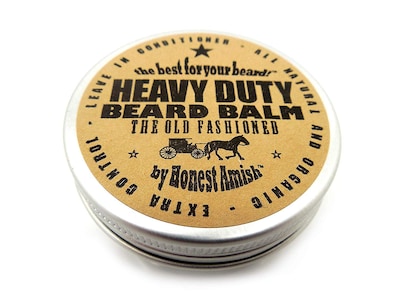 the best for your beard!
HEAVY DUTY
BEARD BALM
THE OLD FASHIONED
by Honest Amish™
LEAVE IN CONDITIONER - ALL NATURAL AND ORGANIC - EXTRA CONTROL -